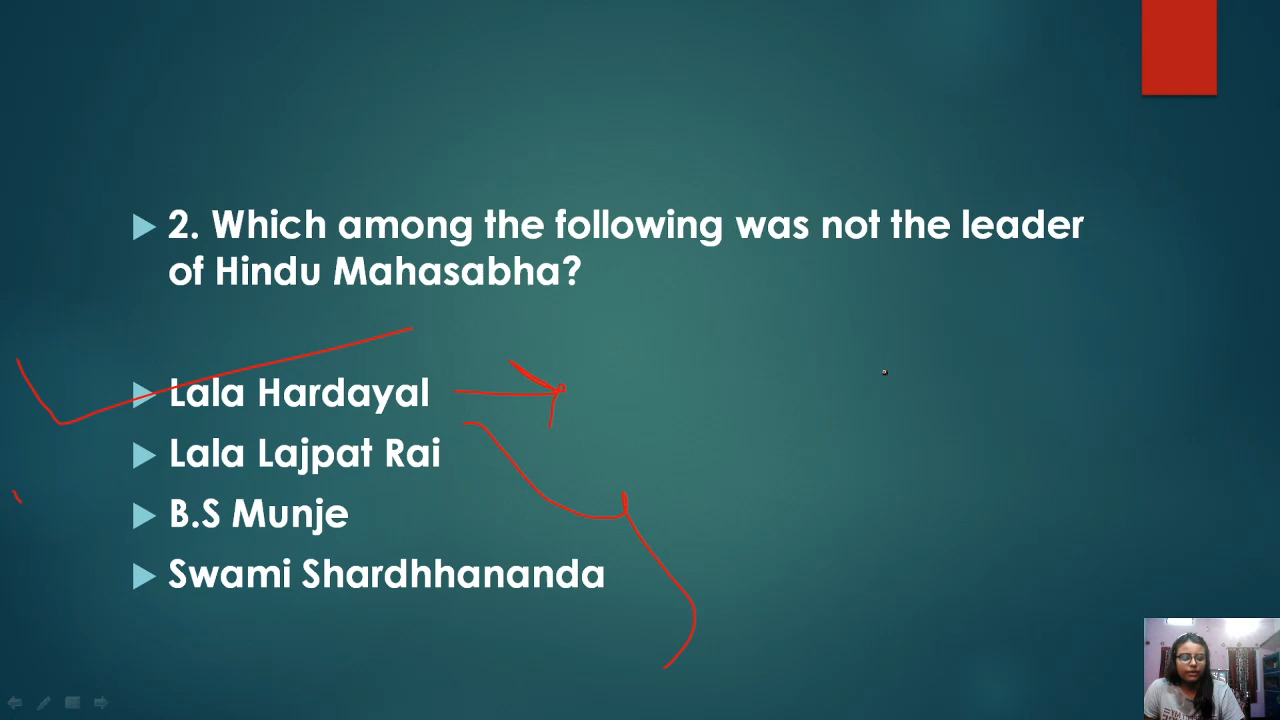 2. Which among the following was not the leader
of Hindu Mahasabha?
Lala Hardayal
Lala Lajpat Rai
B.S Munje
Swami Shardhhananda